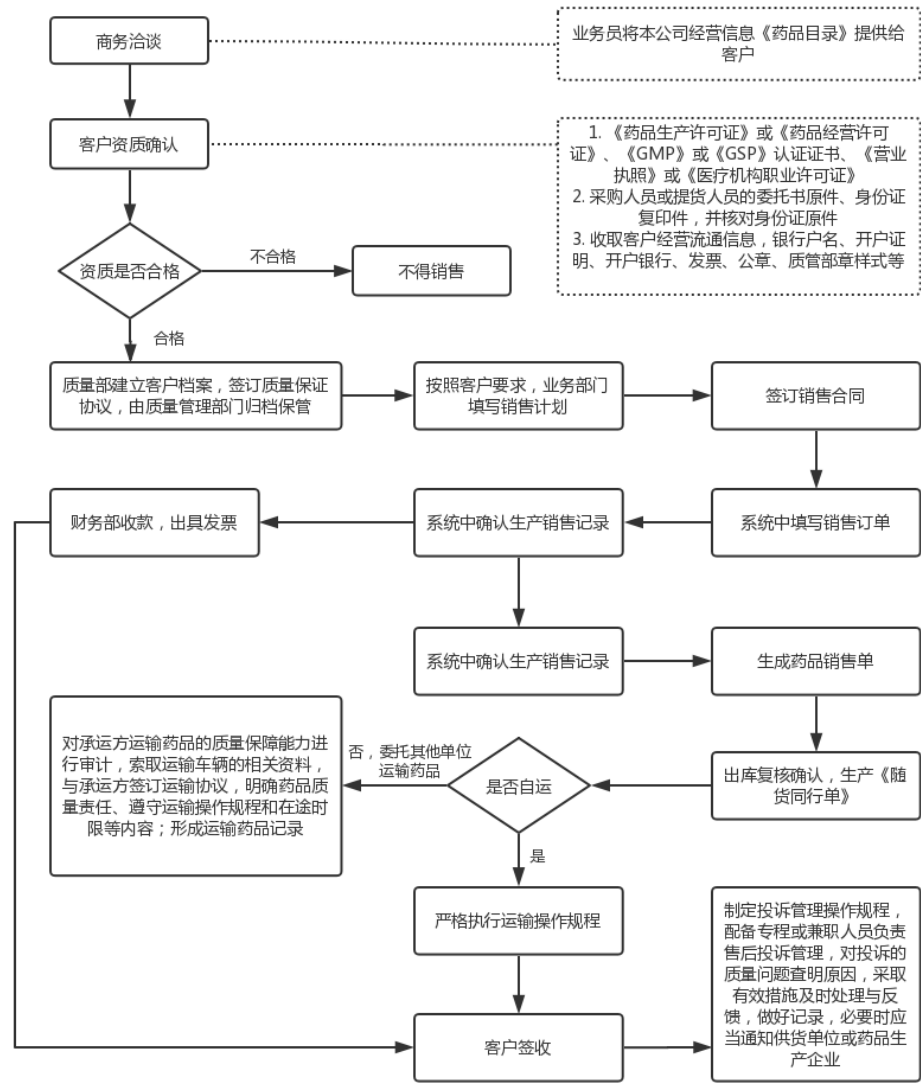 商务洽谈
业务员将本公司经营信息《药品目录》提供给
客户
客户资质确认
1. 《药品生产许可证》或《药品经营许可
证》、《GMP》或《GSP》认证证书、《营业
执照》或《医疗机构职业许可证》
2. 采购人员或提货人员的委托书原件、身份证
复印件，并核对身份证原件
3. 收取客户经营流通信息，银行户名、开户证
明、开户银行、发票、公章、质管部章样式等
资质是否合格
不合格
不得销售
合格
质量部建立客户档案，签订质量保证
协议，由质量管理部门归档保管
按照客户要求，业务部门
填写销售计划
签订销售合同
财务部收款，出具发票
系统中确认生产销售记录
系统中填写销售订单
系统中确认生产销售记录
生成药品销售单
对承运方运输药品的质量保障能力进
行审计，索取运输车辆的相关资料，
与承运方签订运输协议，明确药品质
量责任、遵守运输操作规程和在途时
限等内容；形成运输药品记录
否，委托其他单位
运输药品
是否自运
出库复核确认，生产《随
货同行单》
是
严格执行运输操作规程
制定投诉管理操作规程，
配备专程或兼职人员负责
售后投诉管理，对投诉的
质量问题查明原因，采取
有效措施及时处理与反
馈，做好记录，必要时应
当通知供货单位或药品生
产企业
客户签收